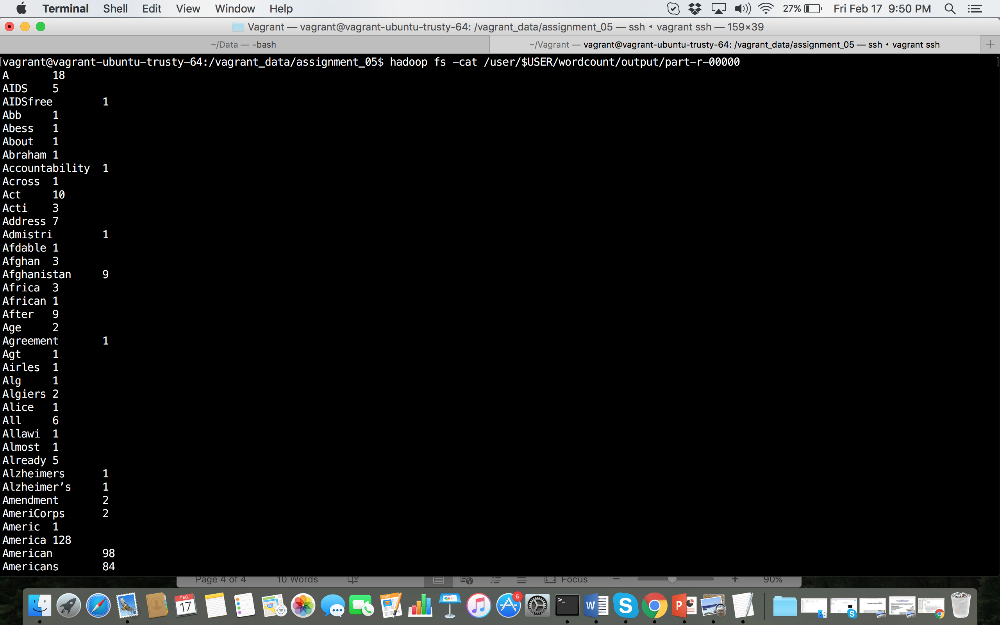 Terminal Shell Edit View Window Help 27% Fri Feb 17 9:50 PM
Vagrant — vagrant@vagrant-ubuntu-trusty-64: /vagrant_data/assignment_05 — ssh ◂ vagrant ssh — 159×39
~/Data — -bash ~/Vagrant — vagrant@vagrant-ubuntu-trusty-64: /vagrant_data/assignment_05 — ssh ◂ vagrant ssh
[vagrant@vagrant-ubuntu-trusty-64:/vagrant_data/assignment_05$ hadoop fs -cat /user/$USER/wordcount/output/part-r-00000 ]
A 18
AIDS 5
AIDSfree 1
Abb 1
Abess 1
About 1
Abraham 1
Accountability 1
Across 1
Act 10
Acti 3
Address 7
Admistri 1
Afdable 1
Afghan 3
Afghanistan 9
Africa 3
African 1
After 9
Age 2
Agreement 1
Agt 1
Airles 1
Alg 1
Algiers 2
Alice 1
All 6
Allawi 1
Almost 1
Already 5
Alzheimers 1
Alzheimer’s 1
Amendment 2
AmeriCorps 2
Americ 1
America 128
American 98
Americans 84
Page 4 of 4 10 Words Focus 90%
FEB
17
PAGES
280
3D
5
>_
W
S
P
S